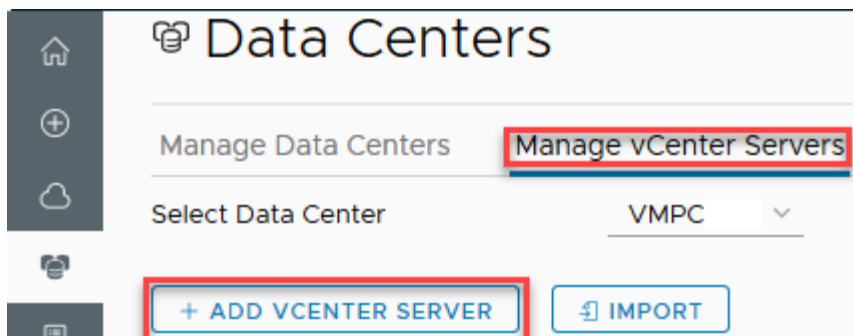 Data Centers
Manage Data Centers Manage vCenter Servers
Select Data Center VMPC
+ ADD VCENTER SERVER IMPORT